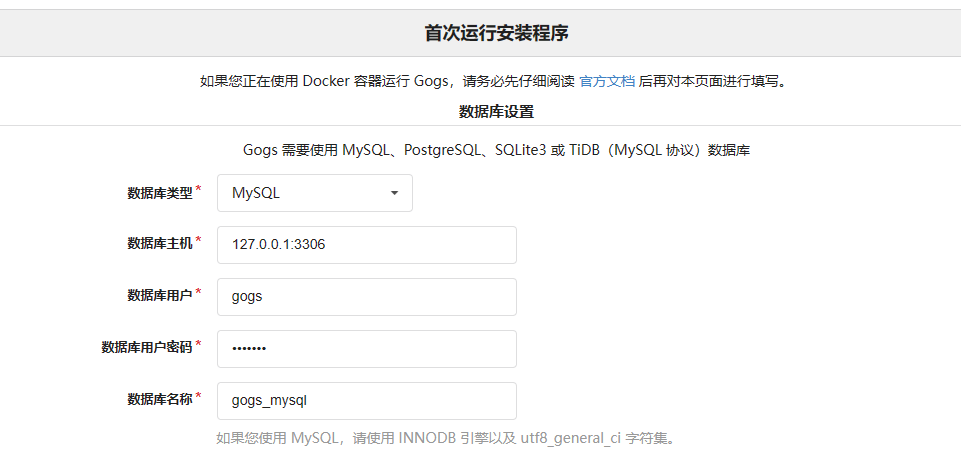 首次运行安装程序
如果您正在使用 Docker 容器运行 Gogs，请务必先仔细阅读 官方文档 后再对本页面进行填写。
数据库设置
Gogs 需要使用 MySQL、PostgreSQL、SQLite3 或 TiDB（MySQL 协议）数据库
数据库类型* MySQL
数据库主机* 127.0.0.1:3306
数据库用户* gogs
数据库用户密码* •••••••
数据库名称* gogs_mysql
如果您使用 MySQL，请使用 INNODB 引擎以及 utf8_general_ci 字符集。